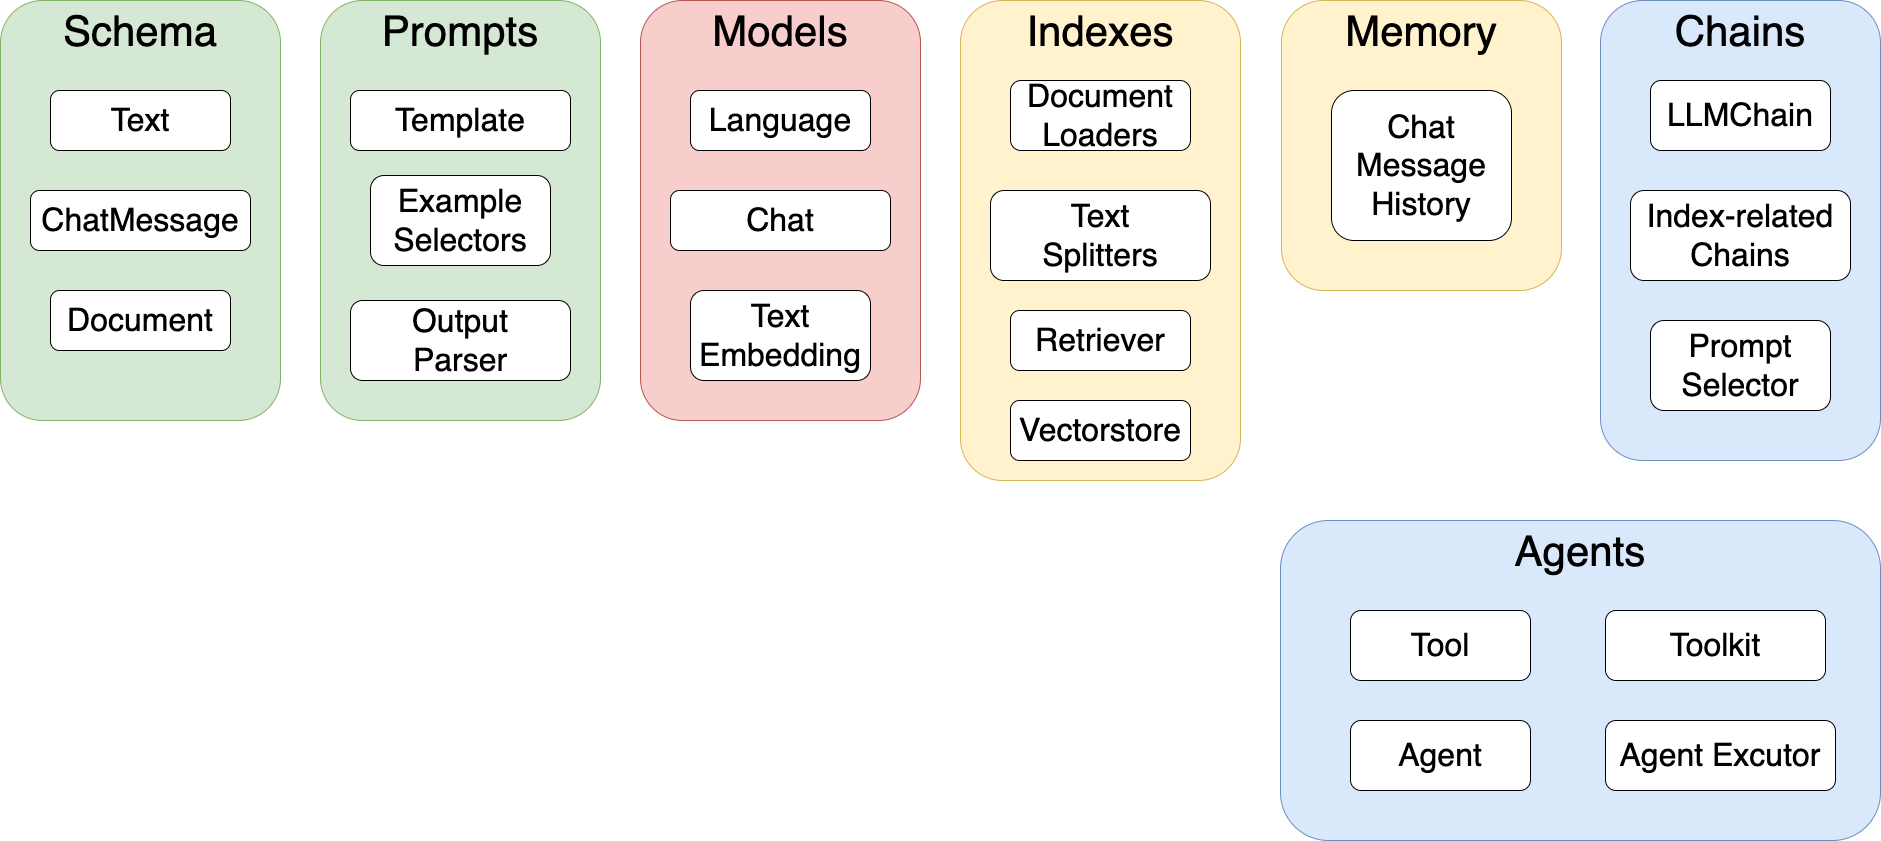 Schema
Text
ChatMessage
Document
Prompts
Template
Example
Selectors
Output
Parser
Models
Language
Chat
Text
Embedding
Indexes
Document
Loaders
Text
Splitters
Retriever
Vectorstore
Memory
Chat
Message
History
Chains
LLMChain
Index-related
Chains
Prompt
Selector
Agents
Tool
Toolkit
Agent
Agent Excutor